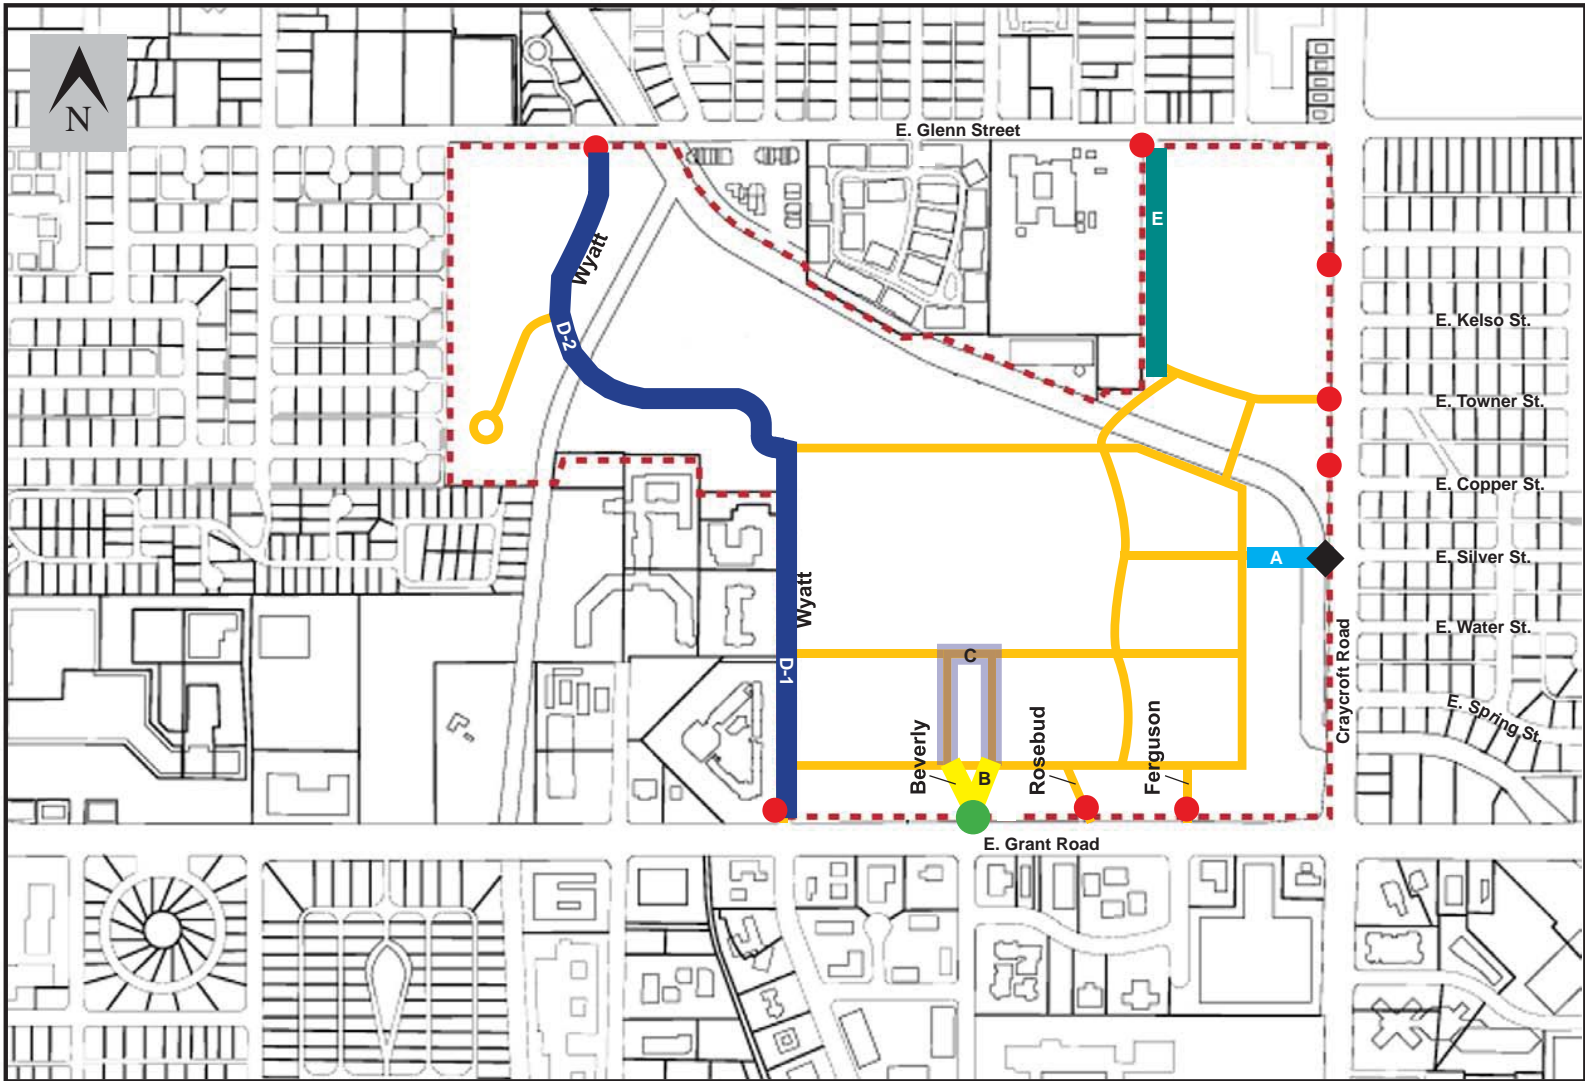 N
E. Glenn Street
E
Wyatt
E. Kelso St.
D-2
E. Towner St.
E. Copper St.
A
E. Silver St.
Wyatt
E. Water St.
C
D-1
Craycroft Road
E. Spring St.
Beverly
B
Rosebud
Ferguson
E. Grant Road